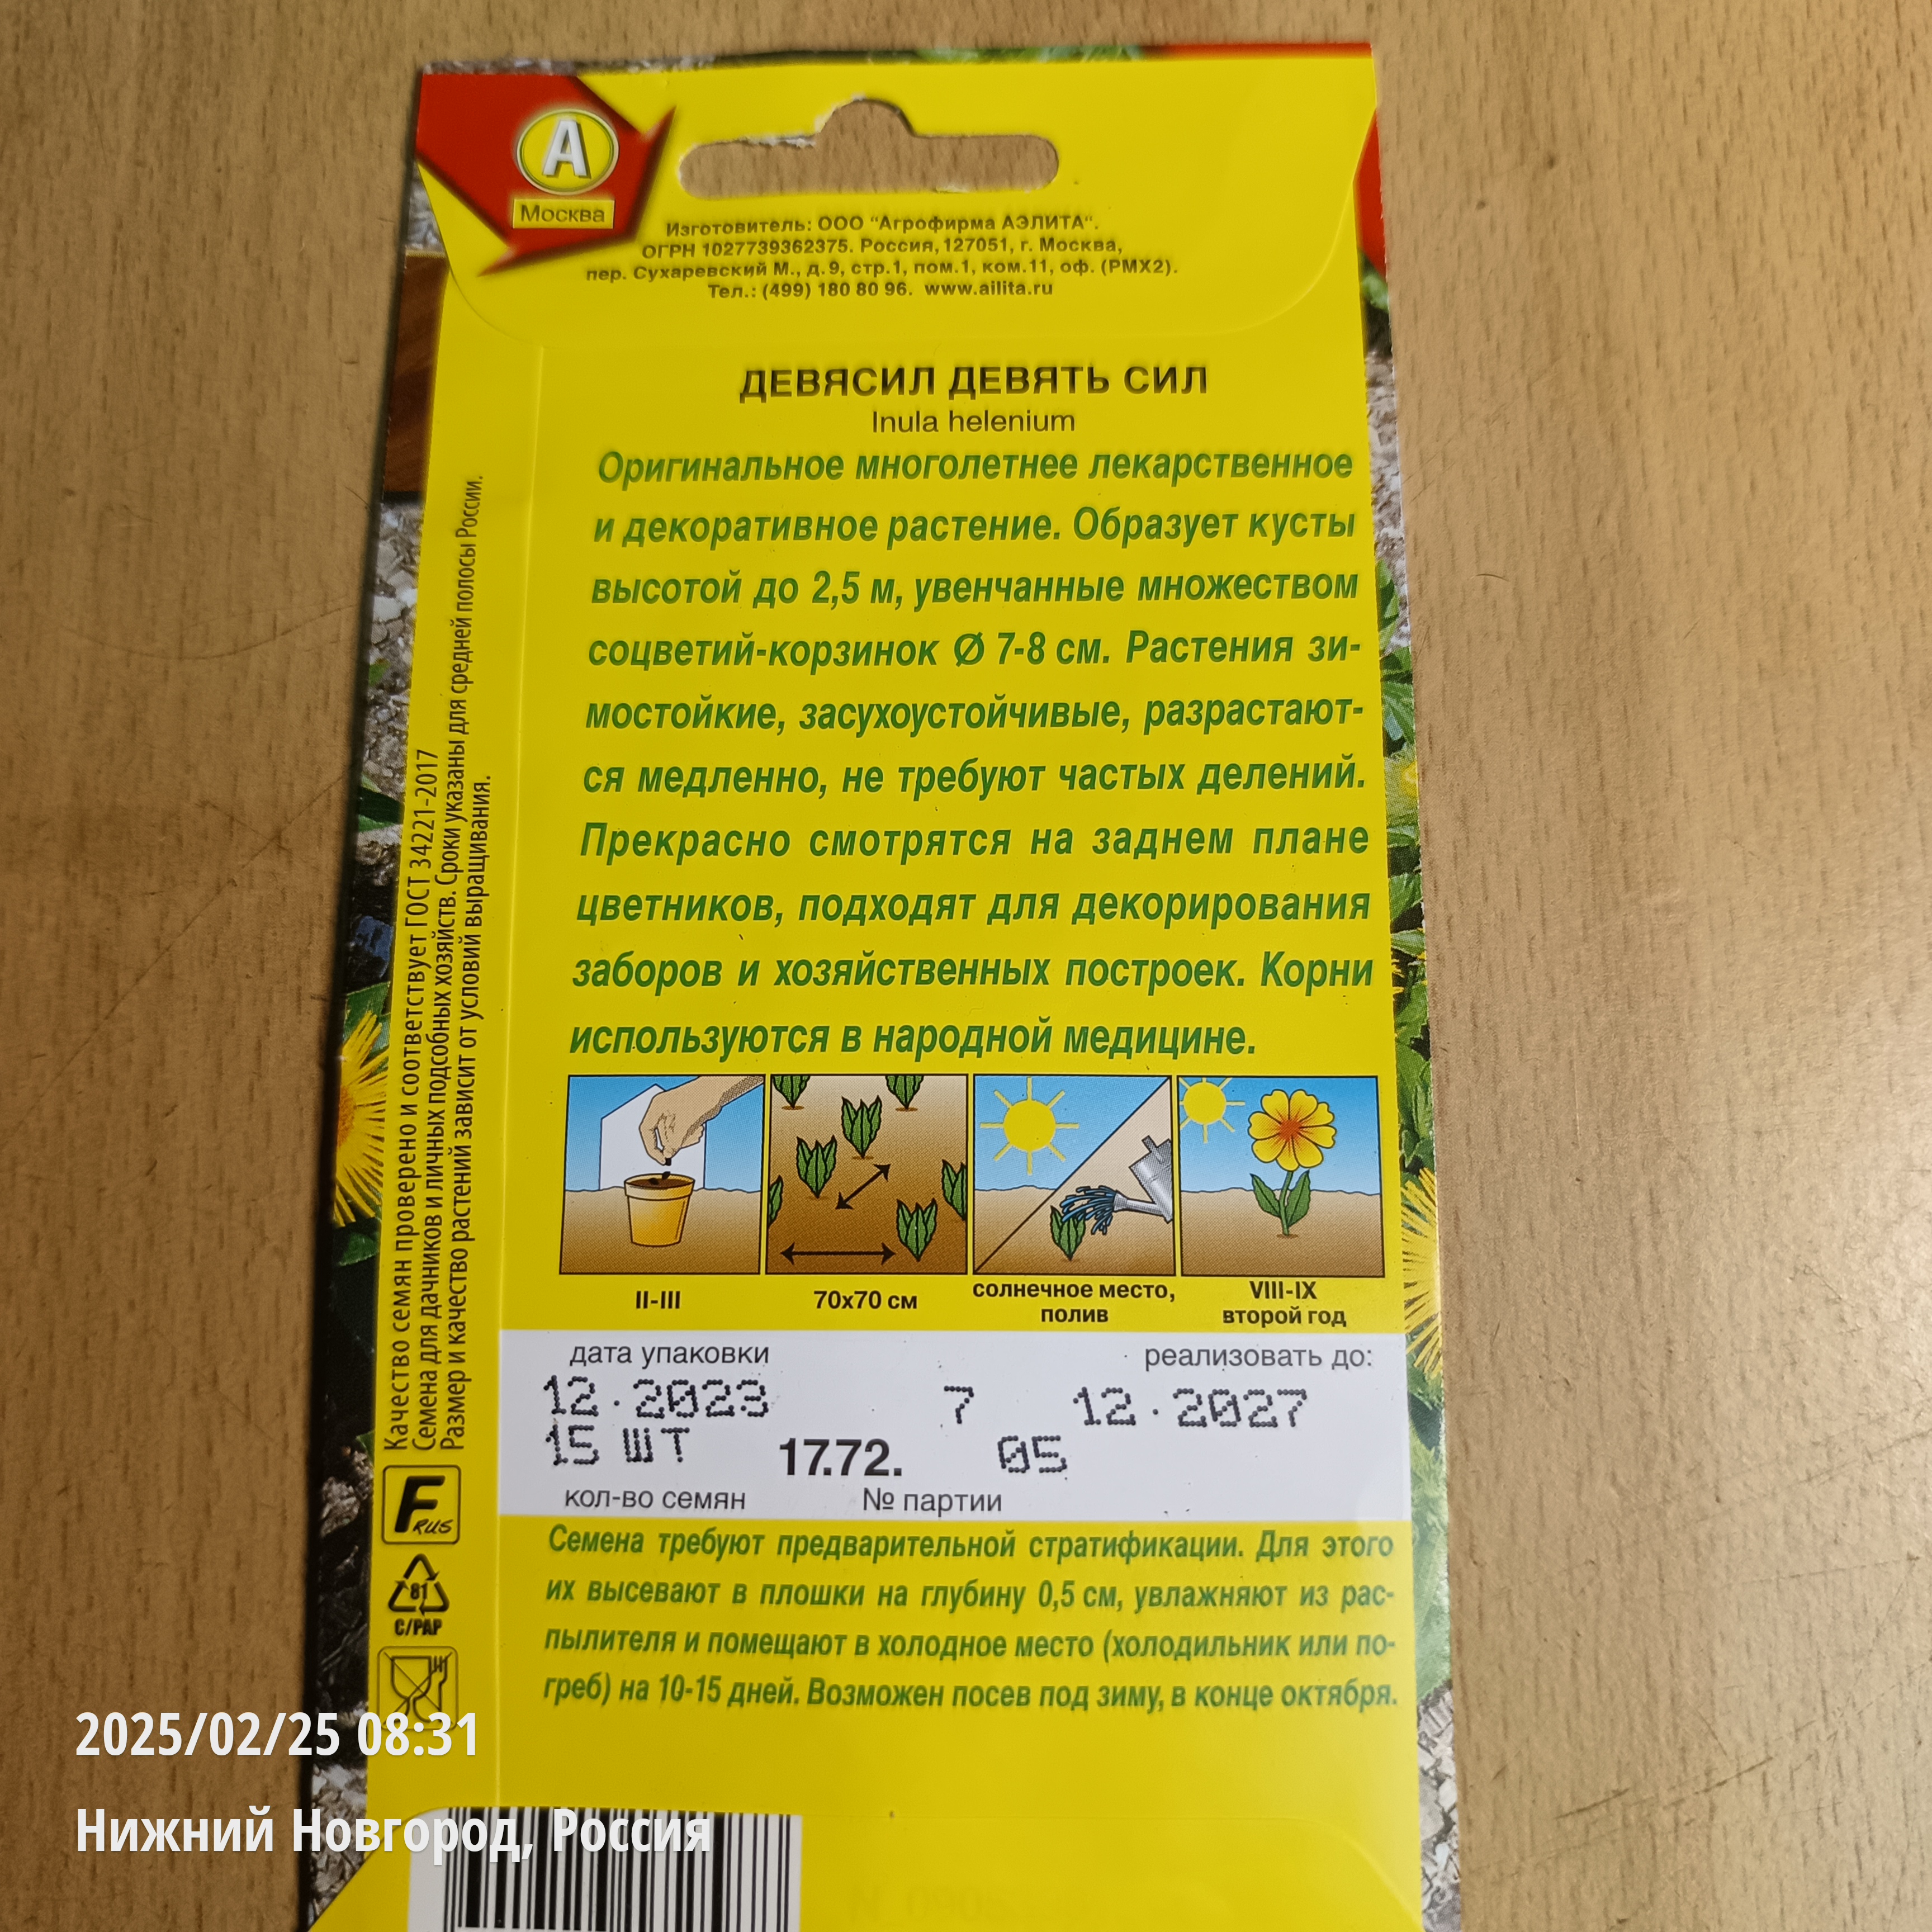 А
Москва
Изготовитель: ООО "Агрофирма АЭЛИТА".
ОГРН 1027739362375. Россия, 127051, г. Москва,
пер. Сухаревский М., д.9, стр.1, пом.1, ком.11, оф. (РМХ2).
Тел.: (499) 180 80 96. www.ailita.ru
ДЕВЯСИЛ ДЕВЯТЬ СИЛ
Inula helenium
Оригинальное многолетнее лекарственное
и декоративное растение. Образует кусты
высотой до 2,5 м, увенчанные множеством
соцветий-корзинок Ø 7-8 см. Растения зи-
мостойкие, засухоустойчивые, разрастают-
ся медленно, не требуют частых делений.
Прекрасно смотрятся на заднем плане
цветников, подходят для декорирования
заборов и хозяйственных построек. Корни
используются в народной медицине.
II-III
70х70 см
солнечное место,
полив
VIII-IX
второй год
дата упаковки
реализовать до:
12.2023 7 12.2027
15 ШТ 17.72. 05
кол-во семян
№ партии
Семена требуют предварительной стратификации. Для этого
их высевают в плошки на глубину 0,5 см, увлажняют из рас-
пылителя и помещают в холодное место (холодильник или по-
греб) на 10-15 дней. Возможен посев под зиму, в конце октября.
Качество семян проверено и соответствует ГОСТ 34221-2017
Семена для дачников и личных подсобных хозяйств. Сроки указаны для средней полосы России.
Размер и качество растений зависит от условий выращивания.
F RUS
81
C/PAP
2025/02/25 08:31
Нижний Новгород, Россия